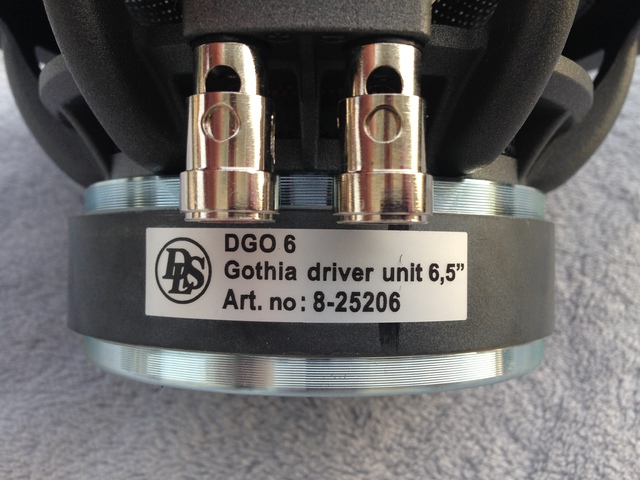 DLS
DGO 6
Gothia driver unit 6,5”
Art. no: 8-25206